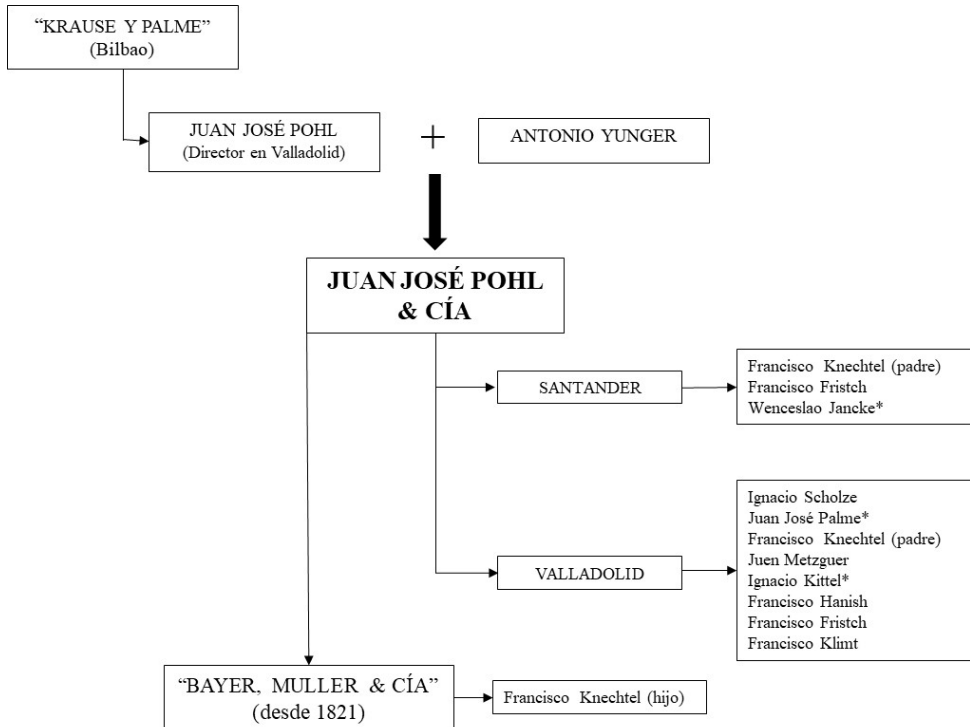 “KRAUSE Y PALME”
(Bilbao)
JUAN JOSÉ POHL
(Director en Valladolid)
+
ANTONIO YUNGER
JUAN JOSÉ POHL
& CÍA
SANTANDER
Francisco Knechtel (padre)
Francisco Fristch
Wenceslao Jancke*
VALLADOLID
Ignacio Scholze
Juan José Palme*
Francisco Knechtel (padre)
Juen Metzguer
Ignacio Kittel*
Francisco Hanish
Francisco Fristch
Francisco Klimt
“BAYER, MULLER & CÍA”
(desde 1821)
Francisco Knechtel (hijo)